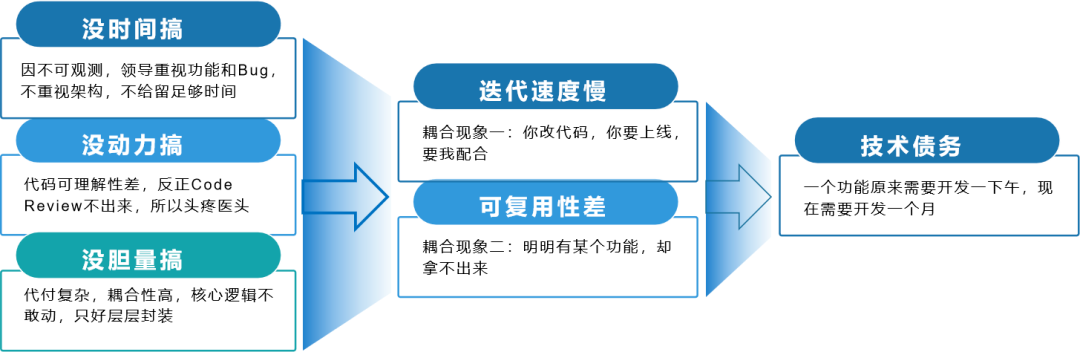 没时间搞
因不可观测，领导重视功能和Bug，
不重视架构，不给留足够时间
没动力搞
代码可理解性差，反正Code
Review不出来，所以头疼医头
没胆量搞
代付复杂，耦合性高，核心逻辑不
敢动，只好层层封装
迭代速度慢
耦合现象一：你改代码，你要上线，
要我配合
可复用性差
耦合现象二：明明有某个功能，却
拿不出来
技术债务
一个功能原来需要开发一下午，现
在需要开发一个月